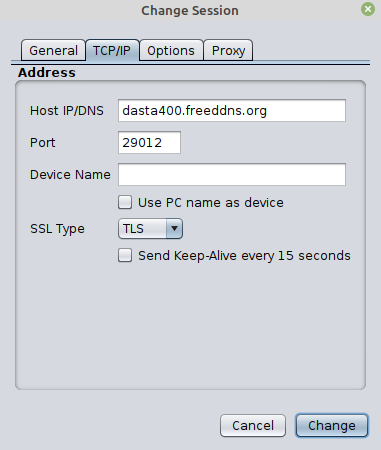 Change Session
General TCP/IP Options Proxy
Address
Host IP/DNS dasta400.freeddns.org
Port 29012
Device Name
Use PC name as device
SSL Type TLS
Send Keep-Alive every 15 seconds
Cancel Change